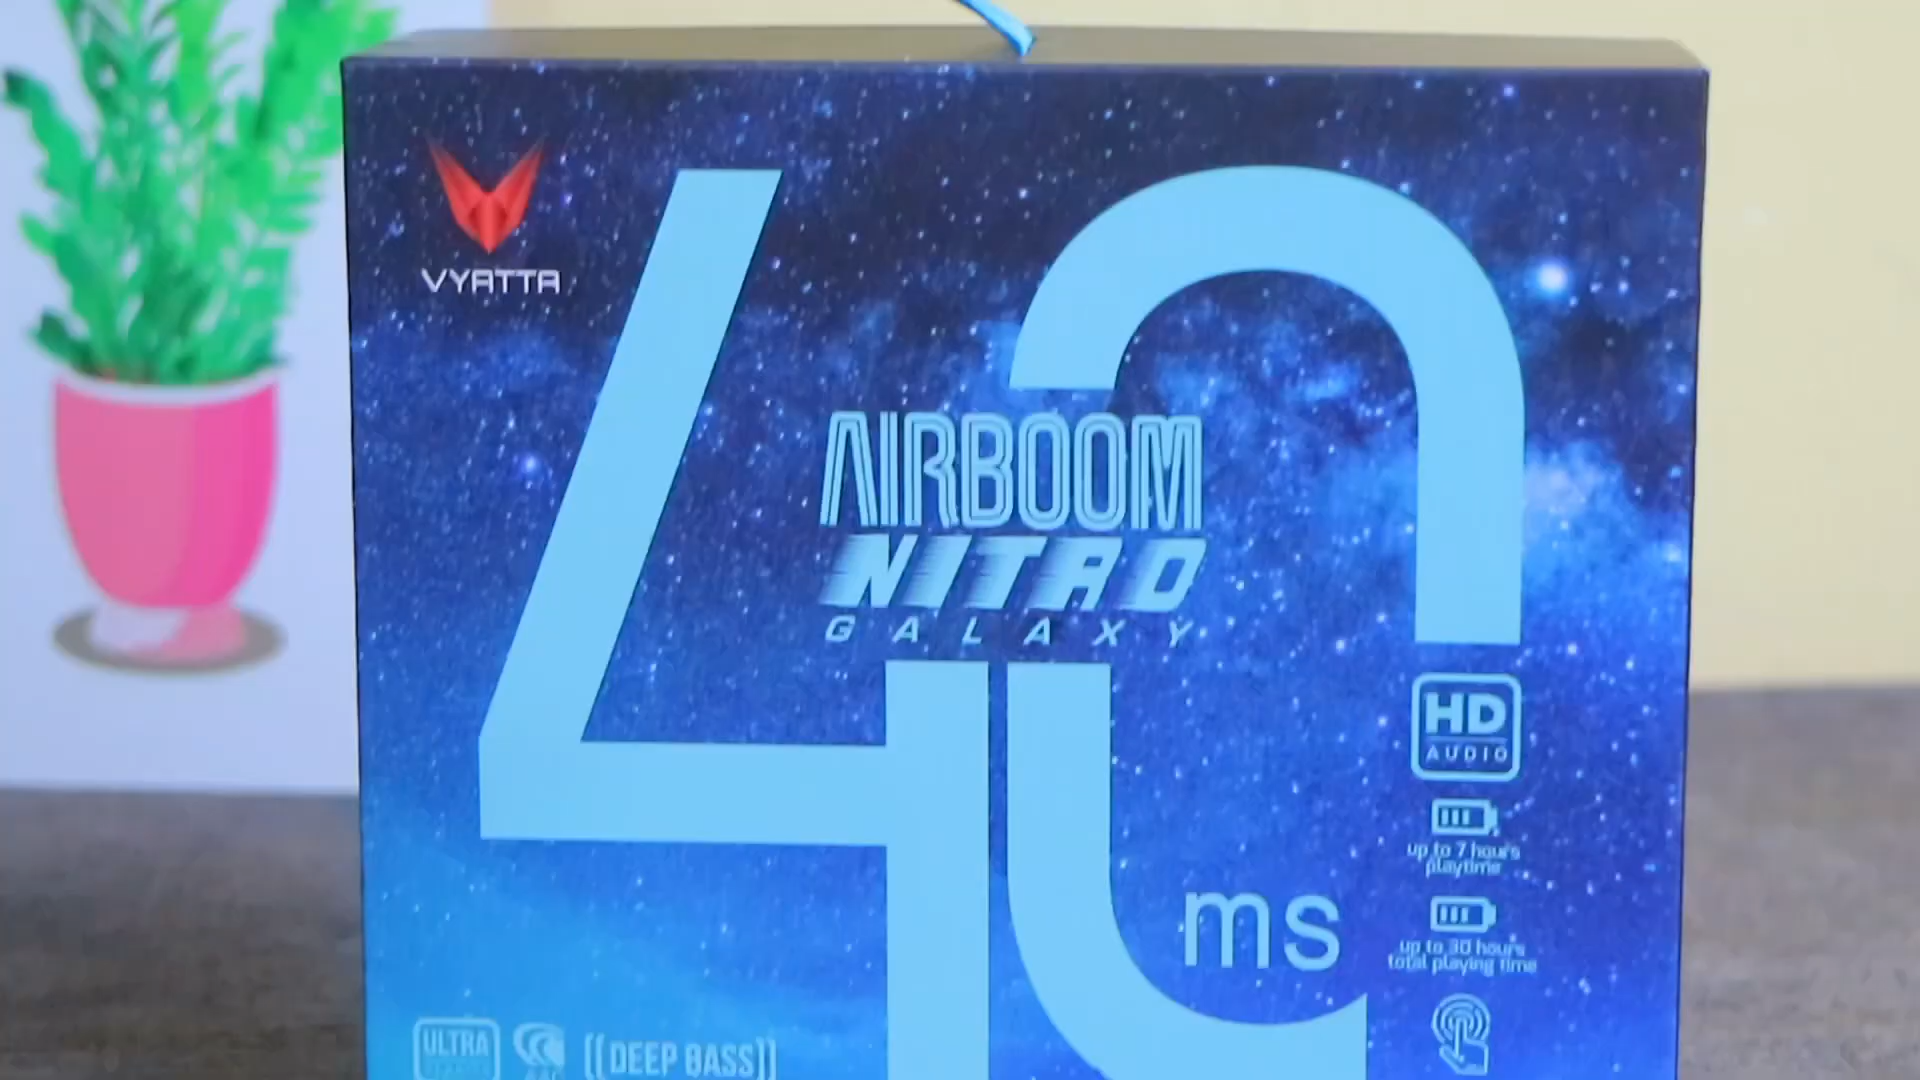 VYATTA
40
AIRBOOM
NITRO
GALAXY
ms
HD
AUDIO
up to 7 hours
playtime
up to 30 hours
total playing time
ULTRA
((DEEP BASS))